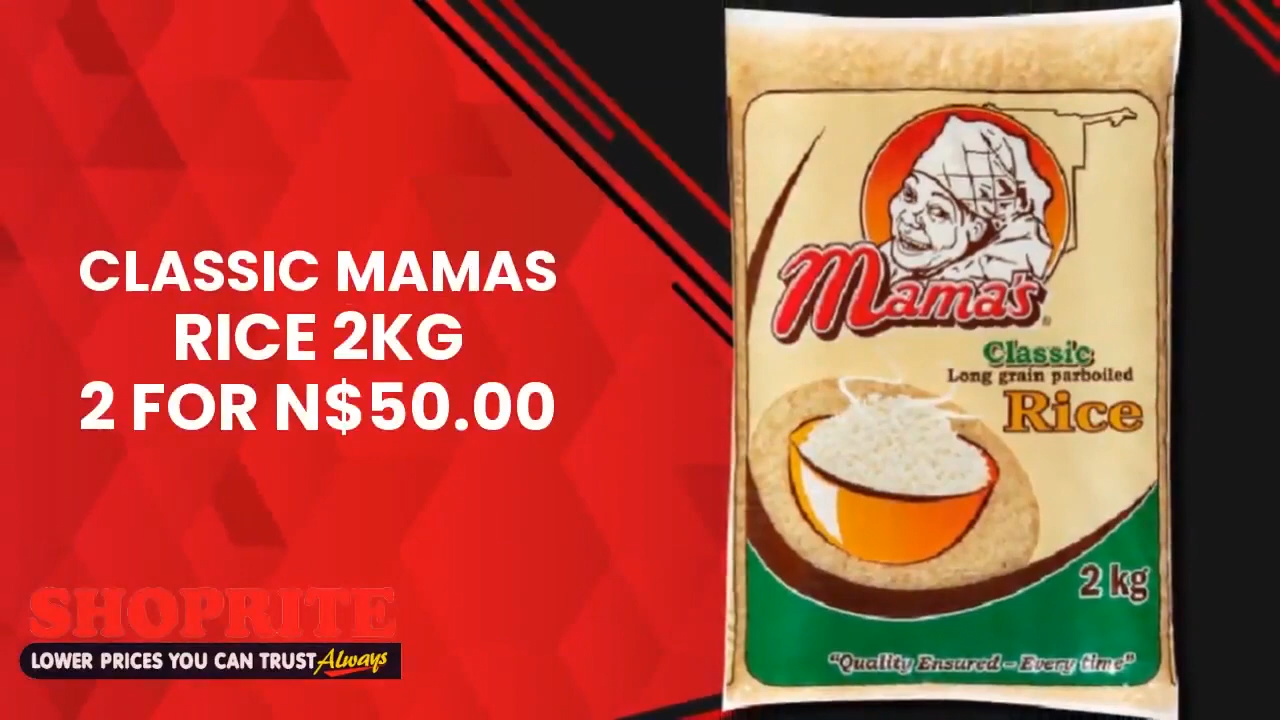 CLASSIC MAMAS
RICE 2KG
2 FOR N$50.00
SHOPRITE
LOWER PRICES YOU CAN TRUST Always
Mama's
Classic
Long grain parboiled
Rice
2 kg
“Quality Ensured – Every time”